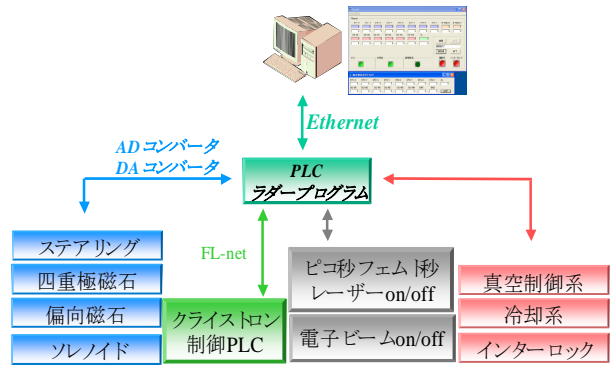 Ethernet
ADコンバータ
DAコンバータ
PLC
ラダープログラム
FL-net
ステアリング
四重極磁石
偏向磁石
ソレノイド
クライストロン
制御PLC
ピコ秒フェムト秒
レーザーon/off
電子ビームon/off
真空制御系
冷却系
インターロック